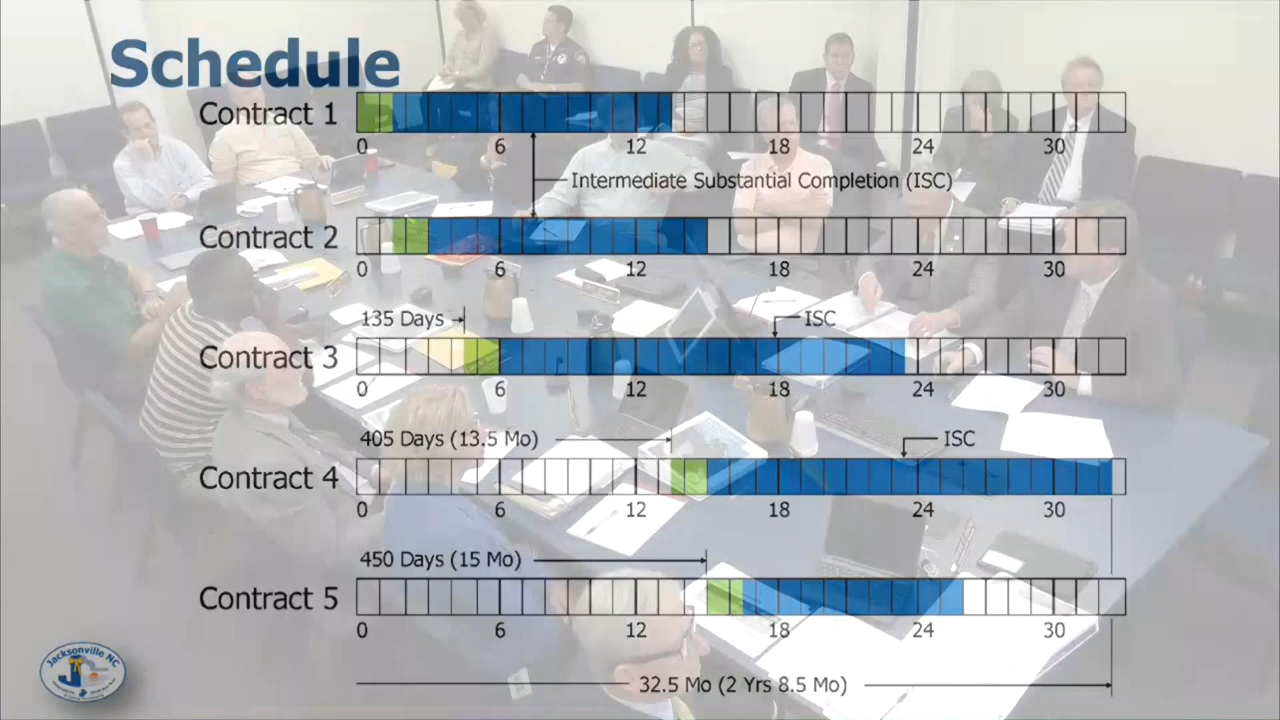 Schedule
Contract 1
0 6 12 18 24 30
Intermediate Substantial Completion (ISC)
Contract 2
0 6 12 18 24 30
135 Days
ISC
Contract 3
0 6 12 18 24 30
405 Days (13.5 Mo)
ISC
Contract 4
0 6 12 18 24 30
450 Days (15 Mo)
Contract 5
0 6 12 18 24 30
Jacksonville NC
32.5 Mo (2 Yrs 8.5 Mo)